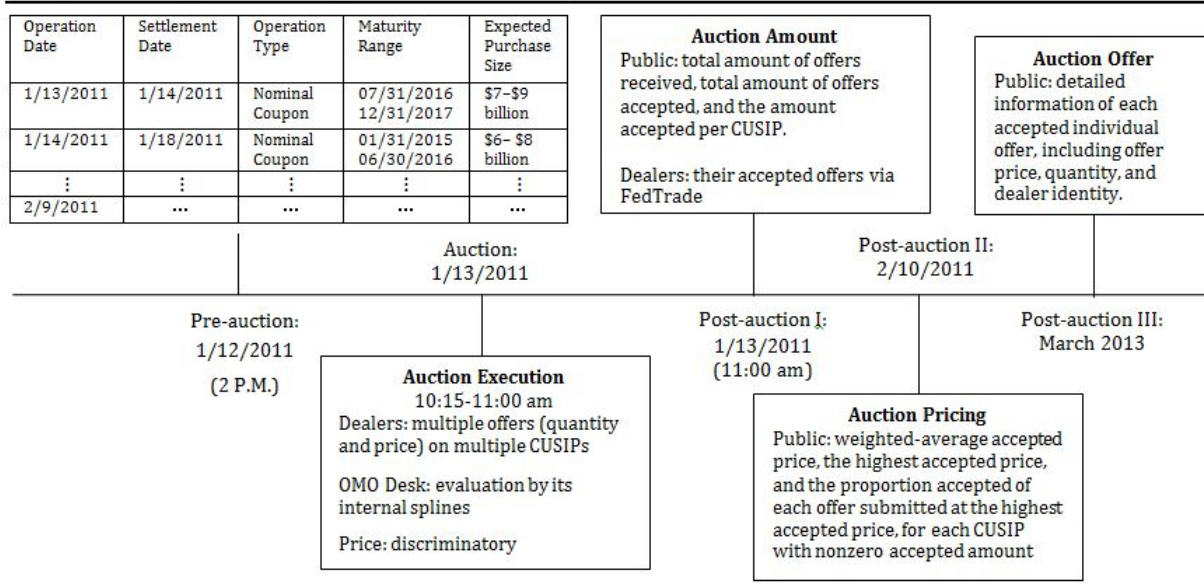 Operation Date
Settlement Date
Operation Type
Maturity Range
Expected Purchase Size
1/13/2011
1/14/2011
Nominal Coupon
07/31/2016
12/31/2017
$7–$9 billion
1/14/2011
1/18/2011
Nominal Coupon
01/31/2015
06/30/2016
$6– $8 billion
⋮ ⋮ ⋮ ⋮ ⋮
2/9/2011 ... ... ... ...
Auction Amount
Public: total amount of offers
received, total amount of offers
accepted, and the amount
accepted per CUSIP.
Dealers: their accepted offers via
FedTrade
Auction Offer
Public: detailed
information of each
accepted individual
offer, including offer
price, quantity, and
dealer identity.
Auction:
1/13/2011
Post-auction II:
2/10/2011
Pre-auction:
1/12/2011
(2 P.M.)
Auction Execution
10:15-11:00 am
Dealers: multiple offers (quantity
and price) on multiple CUSIPs
OMO Desk: evaluation by its
internal splines
Price: discriminatory
Post-auction I:
1/13/2011
(11:00 am)
Auction Pricing
Public: weighted-average accepted
price, the highest accepted price,
and the proportion accepted of
each offer submitted at the highest
accepted price, for each CUSIP
with nonzero accepted amount
Post-auction III:
March 2013